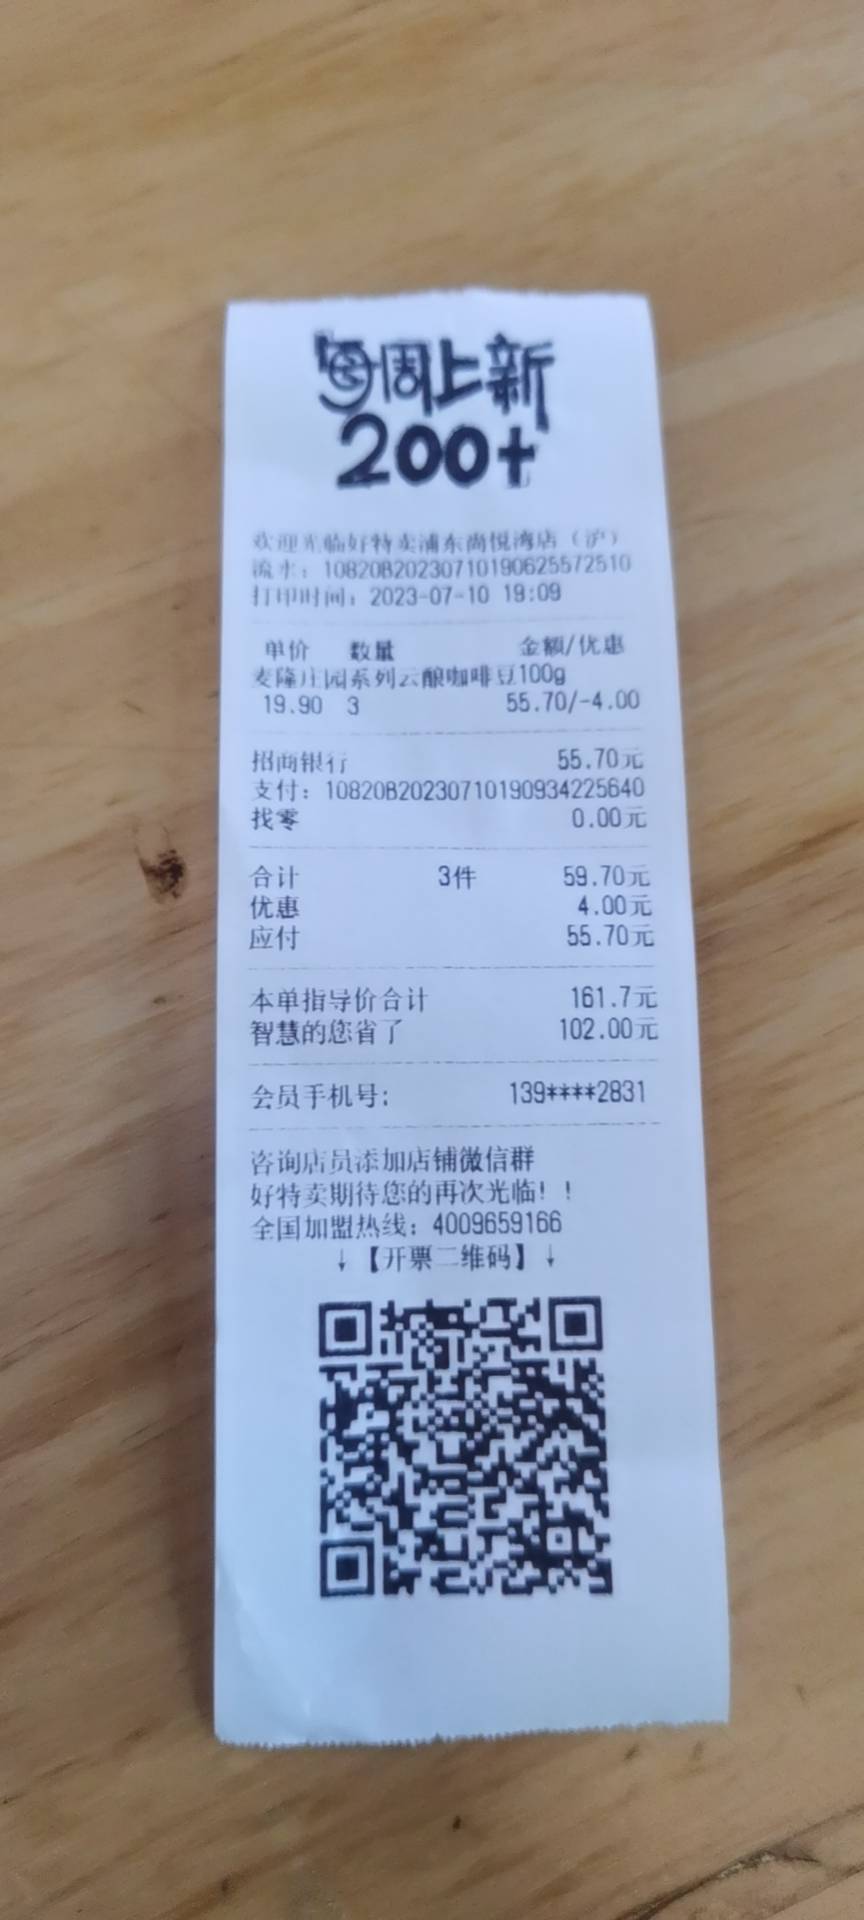 每周上新
200+
欢迎光临好特卖浦东尚悦湾店（沪）
流水：10820820230710190625572510
打印时间：2023-07-10 19:09
单价 数量 金额/优惠
麦隆庄园系列云酿咖啡豆100g
19.90 3 55.70/-4.00
招商银行 55.70元
支付：10820820230710190934225640
找零 0.00元
合计 3件 59.70元
优惠 4.00元
应付 55.70元
本单指导价合计 161.7元
智慧的您省了 102.00元
会员手机号: 139****2831
咨询店员添加店铺微信群
好特卖期待您的再次光临！！
全国加盟热线：4009659166
↓【开票二维码】↓